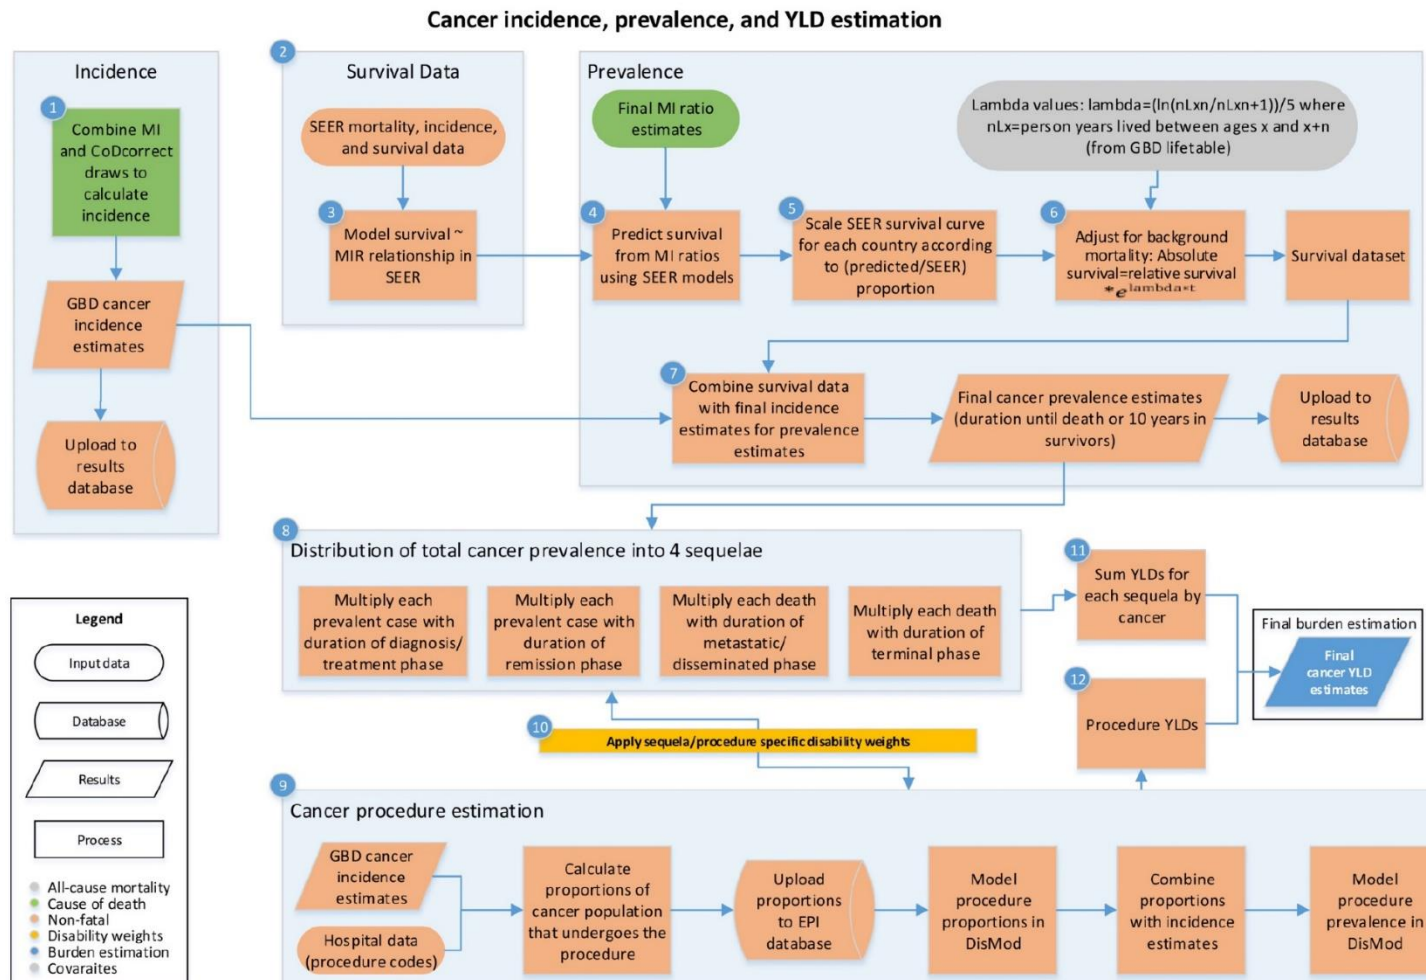 Cancer incidence, prevalence, and YLD estimation
Incidence
1
Combine MI
and CoDcorrect
draws to
calculate
incidence
GBD cancer
incidence
estimates
Upload to
results
database
2
Survival Data
SEER mortality, incidence,
and survival data
3
Model survival ~
MIR relationship in
SEER
Prevalence
Final MI ratio
estimates
Lambda values: lambda=(ln(nLxn/nLxn+1))/5 where
nLx=person years lived between ages x and x+n
(from GBD lifetable)
4
Predict survival
from MI ratios
using SEER models
5
Scale SEER survival curve
for each country according
to (predicted/SEER)
proportion
6
Adjust for background
mortality: Absolute
survival=relative survival
*e^lambda*t
Survival dataset
7
Combine survival data
with final incidence
estimates for prevalence
estimates
Final cancer prevalence estimates
(duration until death or 10 years in
survivors)
Upload to
results
database
8
Distribution of total cancer prevalence into 4 sequelae
Multiply each
prevalent case with
duration of diagnosis/
treatment phase
Multiply each
prevalent case with
duration of
remission phase
Multiply each
death with duration of
metastatic/
disseminated phase
Multiply each death
with duration of
terminal phase
11
Sum YLDs for
each sequela by
cancer
12
Procedure YLDs
Final burden estimation
Final
cancer YLD
estimates
10
Apply sequela/procedure specific disability weights
9
Cancer procedure estimation
GBD cancer
incidence
estimates
Hospital data
(procedure codes)
Calculate
proportions of
cancer population
that undergoes the
procedure
Upload
proportions
to EPI
database
Model
procedure
proportions in
DisMod
Combine
proportions with
incidence
estimates
Model
procedure
prevalence in
DisMod
Legend
Input data
Database
Results
Process
All-cause mortality
Cause of death
Non-fatal
Disability weights
Burden estimation
Covaraites